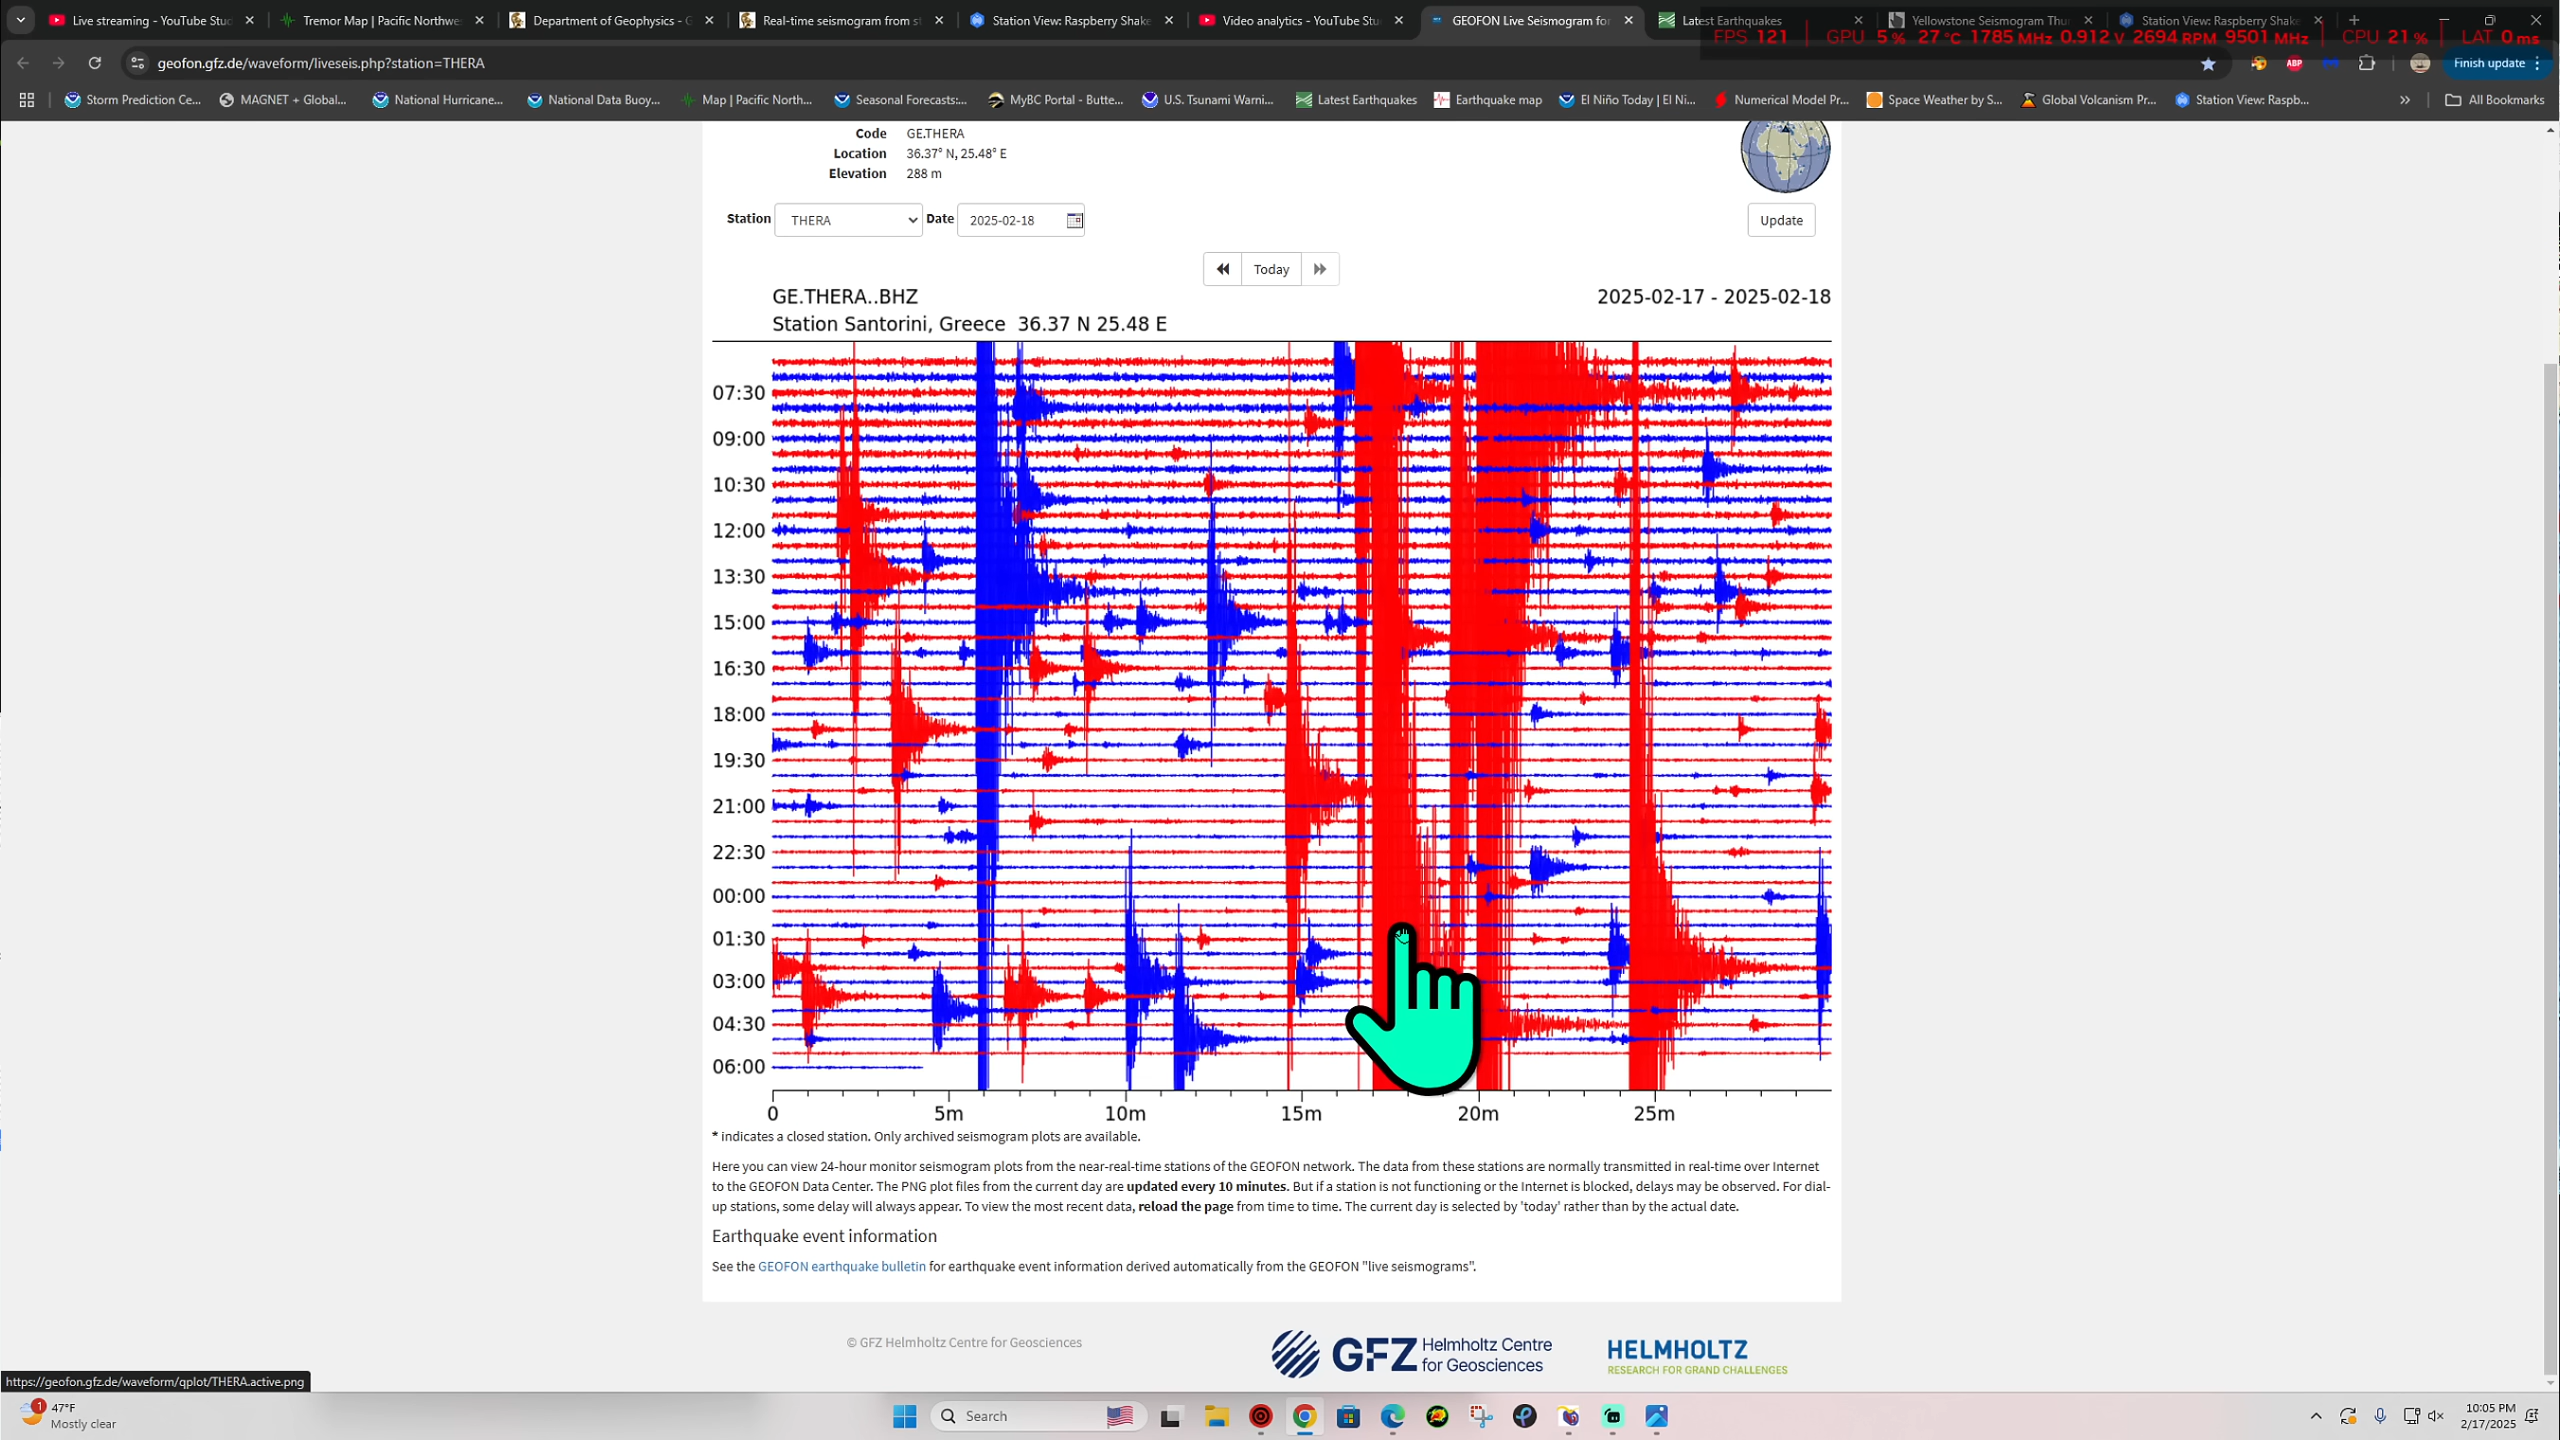 Live streaming - YouTube Stu
Tremor Map | Pacific Northwe
Department of Geophysics - G
Real-time seismogram from st
Station View: Raspberry Shake
Video analytics - YouTube Stu
GEOFON Live Seismogram for
Latest Earthquakes
Yellowstone Seismogram Thu
Station View: Raspberry Shake
FPS 121 GPU 5 % 27 °C 1785 MHz 0.912 V 2694 RPM 9501 MHz CPU 21 % LAT 0 ms
geofon.gfz.de/waveform/liveseis.php?station=THERA
ABP
Finish update
Storm Prediction Ce...
MAGNET + Global...
National Hurricane...
National Data Buoy...
Map | Pacific North...
Seasonal Forecasts:...
MyBC Portal - Butte...
U.S. Tsunami Warni...
Latest Earthquakes
Earthquake map
El Niño Today | El Ni...
Numerical Model Pr...
Space Weather by S...
Global Volcanism Pr...
Station View: Raspb...
All Bookmarks
Code GE.THERA
Location 36.37° N, 25.48° E
Elevation 288 m
Station THERA Date 2025-02-18 Update
Today
GE.THERA..BHZ 2025-02-17 - 2025-02-18
Station Santorini, Greece 36.37 N 25.48 E
07:30
09:00
10:30
12:00
13:30
15:00
16:30
18:00
19:30
21:00
22:30
00:00
01:30
03:00
04:30
06:00
0 5m 10m 15m 20m 25m
* indicates a closed station. Only archived seismogram plots are available.
Here you can view 24-hour monitor seismogram plots from the near-real-time stations of the GEOFON network. The data from these stations are normally transmitted in real-time over Internet
to the GEOFON Data Center. The PNG plot files from the current day are updated every 10 minutes. But if a station is not functioning or the Internet is blocked, delays may be observed. For dial-
up stations, some delay will always appear. To view the most recent data, reload the page from time to time. The current day is selected by 'today' rather than by the actual date.
Earthquake event information
See the GEOFON earthquake bulletin for earthquake event information derived automatically from the GEOFON "live seismograms".
© GFZ Helmholtz Centre for Geosciences
GFZ Helmholtz Centre
for Geosciences
HELMHOLTZ
RESEARCH FOR GRAND CHALLENGES
https://geofon.gfz.de/waveform/qplot/THERA.active.png
1
47°F
Mostly clear
Search
10:05 PM
2/17/2025